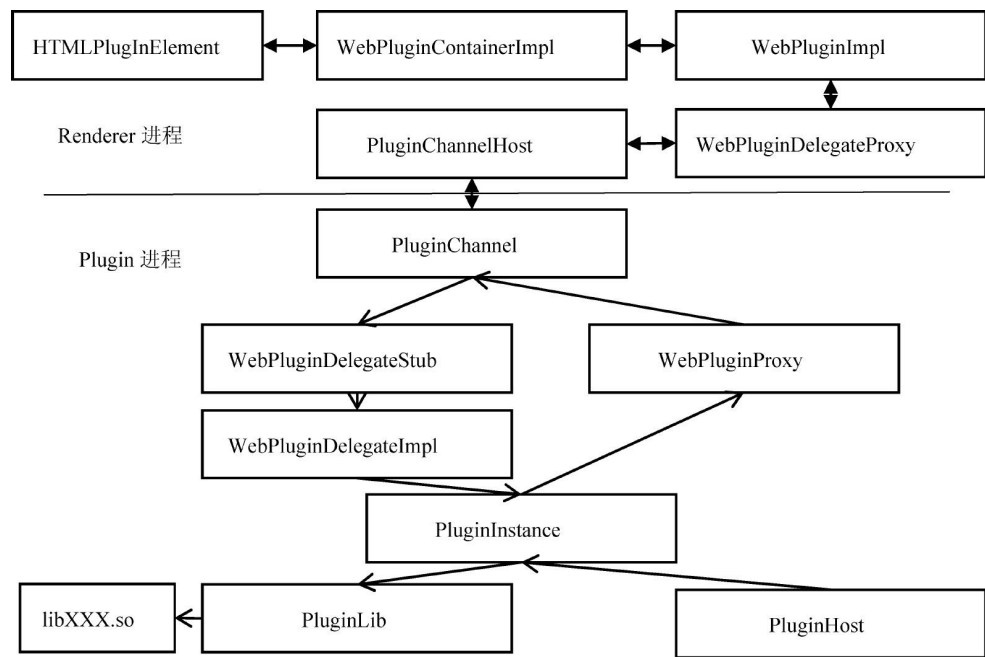 HTMLPlugInElement
WebPluginContainerImpl
WebPluginImpl
Renderer 进程
PluginChannelHost
WebPluginDelegateProxy
Plugin 进程
PluginChannel
WebPluginDelegateStub
WebPluginProxy
WebPluginDelegateImpl
PluginInstance
libXXX.so
PluginLib
PluginHost